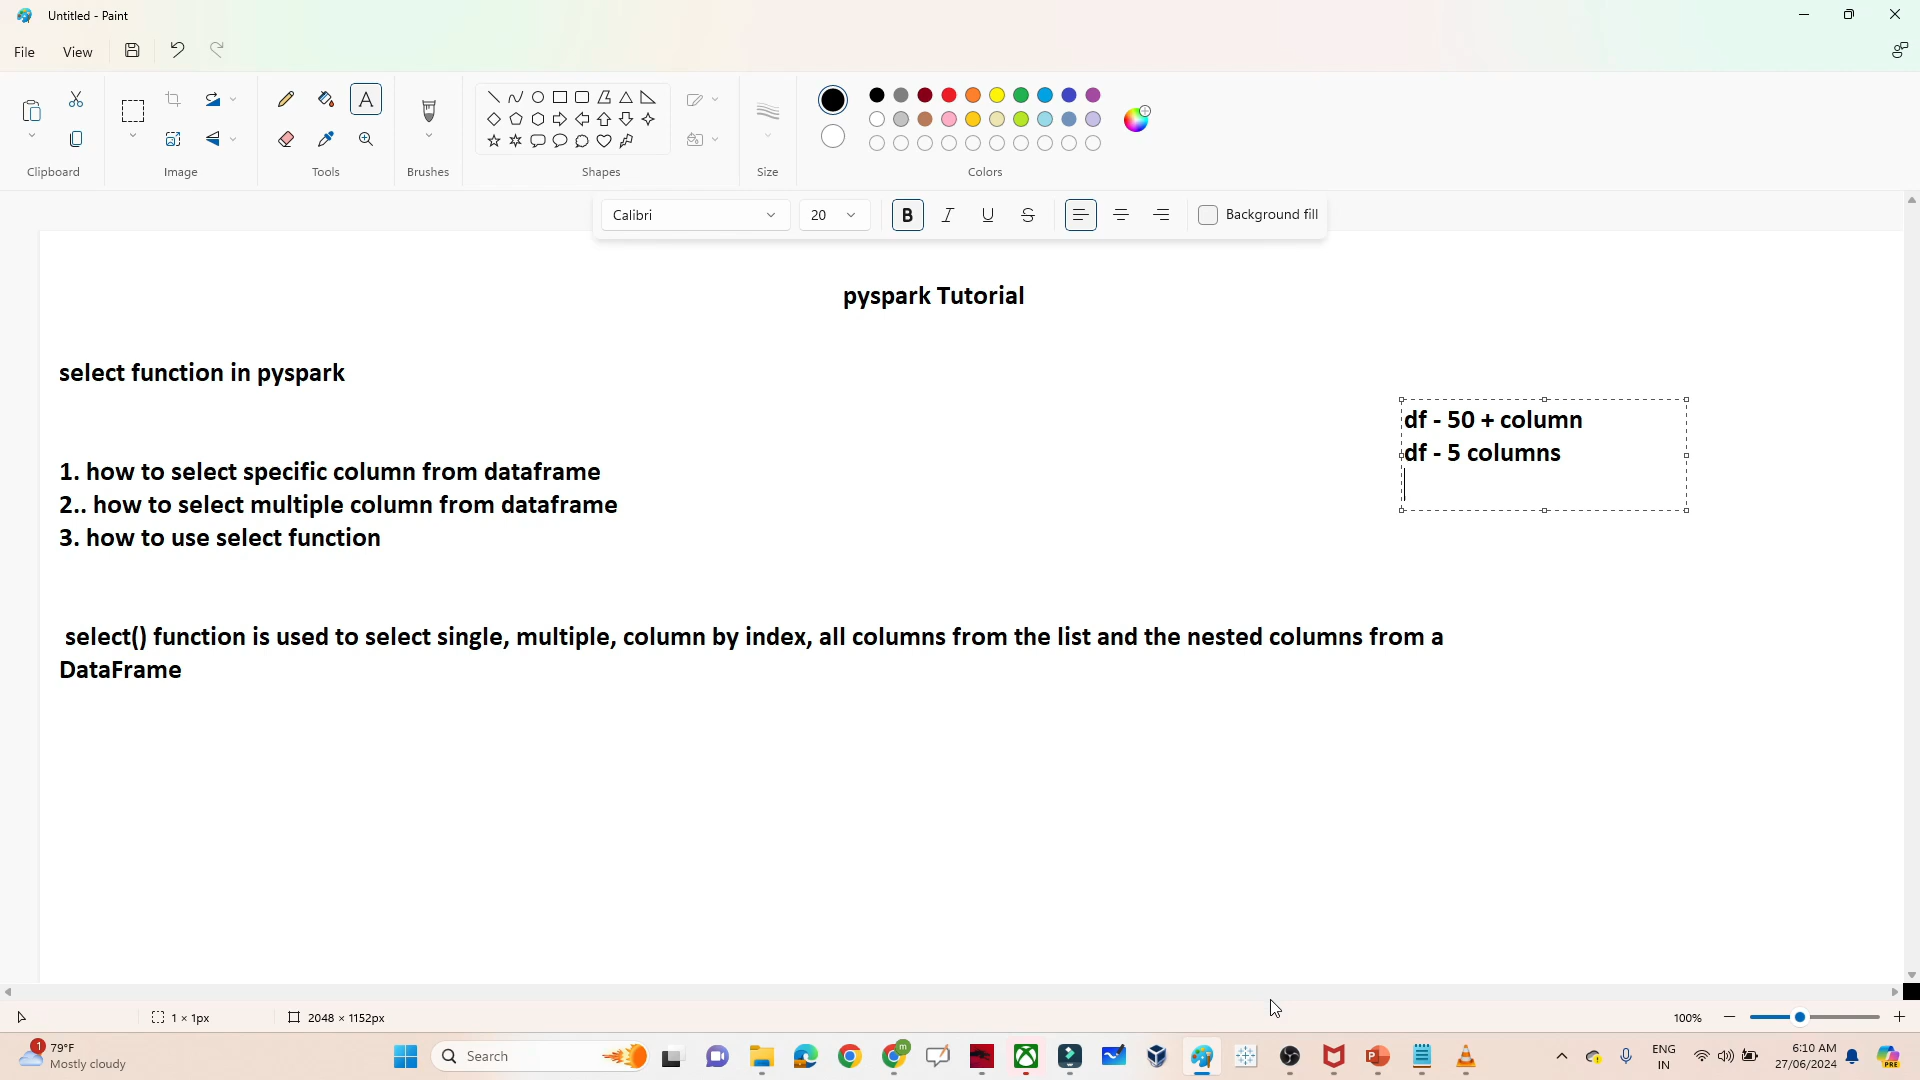 Untitled - Paint
File
View
Clipboard
Image
Tools
Brushes
Shapes
Size
Colors
Calibri
20
B
I
U
S
Background fill
pyspark Tutorial
select function in pyspark
df - 50 + column
df - 5 columns
1. how to select specific column from dataframe
2.. how to select multiple column from dataframe
3. how to use select function
select() function is used to select single, multiple, column by index, all columns from the list and the nested columns from a
DataFrame
1 × 1px
2048 × 1152px
100%
1
79°F
Mostly cloudy
Search
m
ENG
IN
6:10 AM
27/06/2024
PRE